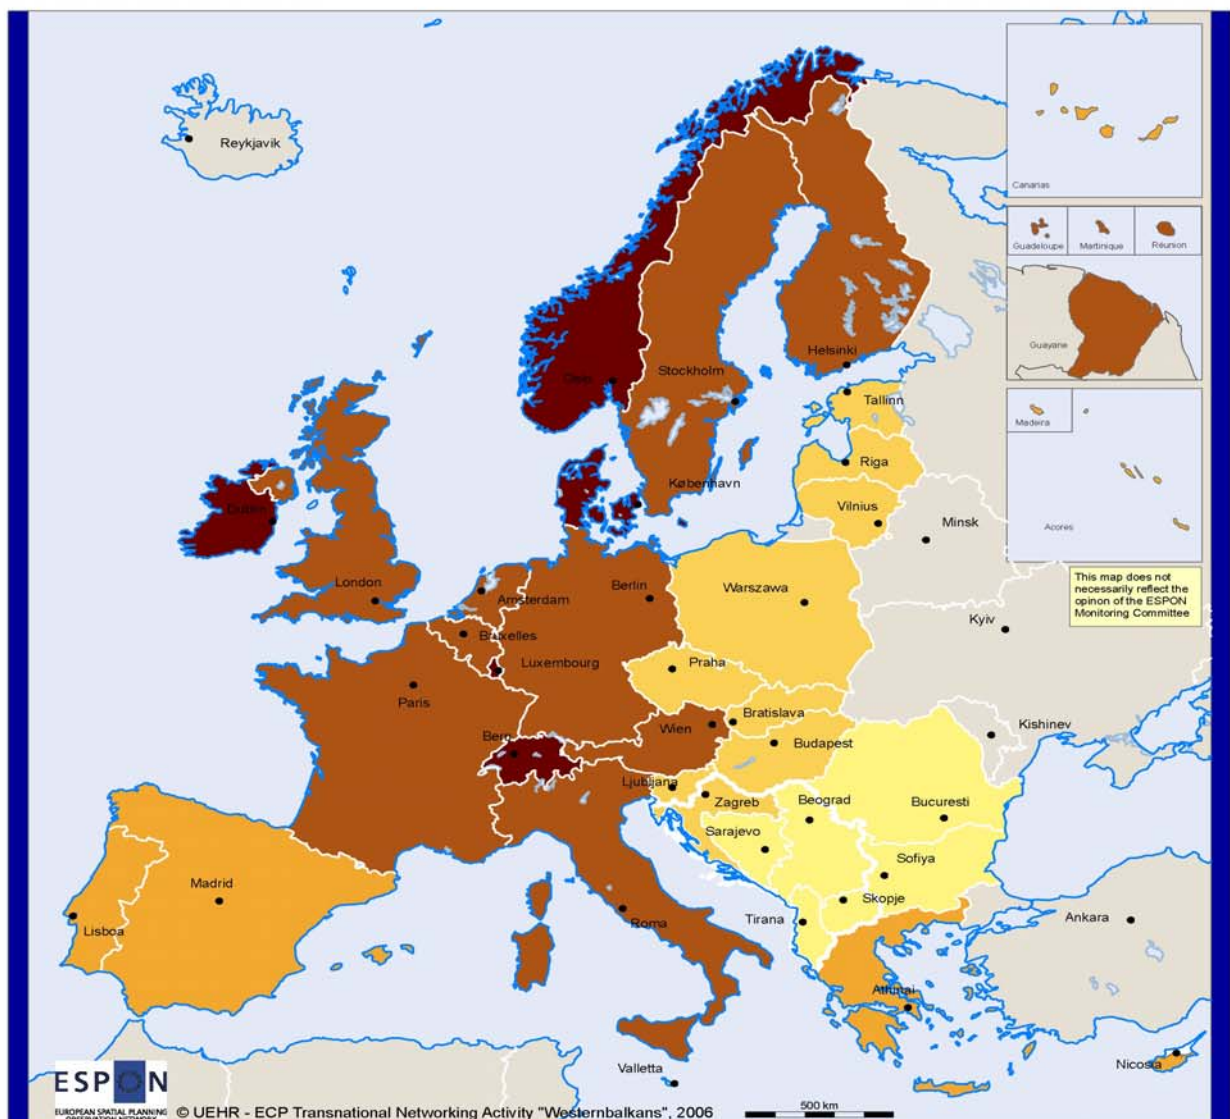 Reykjavik
Canarias
Guadeloupe
Martinique
Réunion
Guayane
Helsinki
Oslo
Stockholm
Tallinn
Madeira
Riga
København
Dublin
Vilnius
Minsk
Acores
London
Berlin
Amsterdam
Warszawa
This map does not
necessarily reflect the
opinon of the ESPON
Monitoring Committee
Kyiv
Bruxelles
Luxembourg
Praha
Paris
Bratislava
Kishinev
Wien
Bern
Budapest
Ljubljana
Zagreb
Beograd
Bucuresti
Sarajevo
Sofiya
Madrid
Skopje
Tirana
Ankara
Lisboa
Roma
Athinai
Nicosia
Valletta
ESPON
EUROPEAN SPATIAL PLANNING
OBSERVATION NETWORK
© UEHR - ECP Transnational Networking Activity "Westernbalkans", 2006
500 km